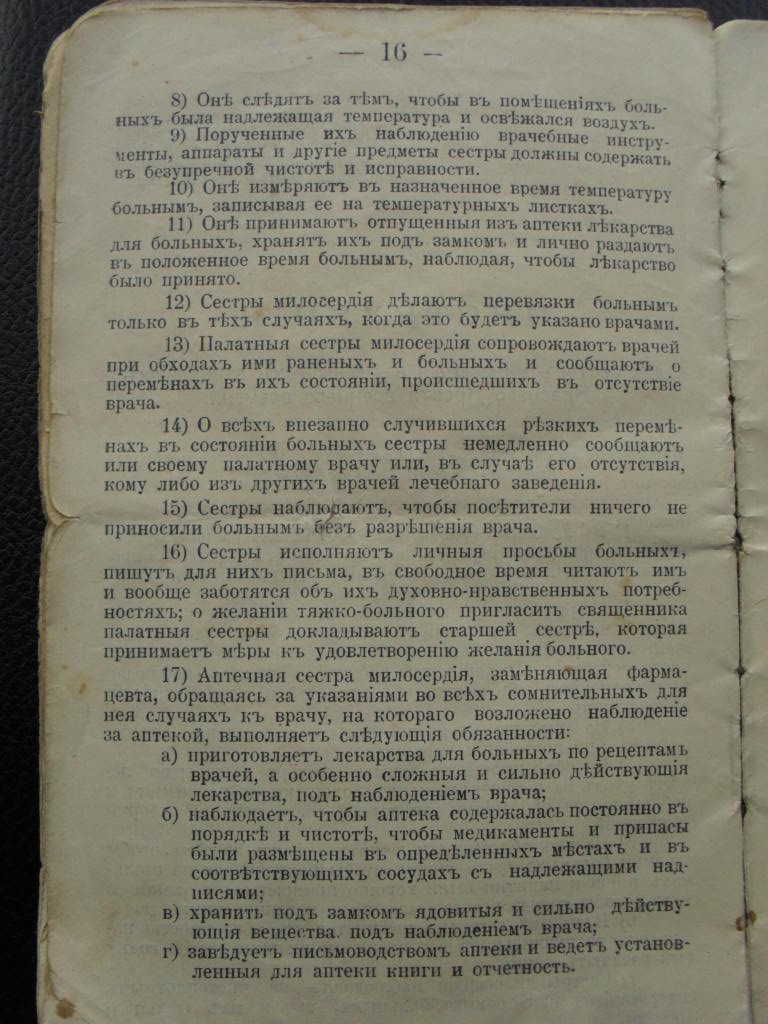 — 16 —
8) Онѣ слѣдятъ за тѣмъ, чтобы въ помѣщеніяхъ боль-
ныхъ была надлежащая температура и освѣжался воздухъ.
9) Порученные ихъ наблюденію врачебные инстру-
менты, аппараты и другіе предметы сестры должны содержать
въ безупречной чистотѣ и исправности.
10) Онѣ измѣряютъ въ назначенное время температуру
больнымъ, записывая ее на температурныхъ листкахъ.
11) Онѣ принимаютъ отпущенныя изъ аптеки лѣкарства
для больныхъ, хранятъ ихъ подъ замкомъ и лично раздаютъ
въ положенное время больнымъ, наблюдая, чтобы лѣкарство
было принято.
12) Сестры милосердія дѣлаютъ перевязки больнымъ
только въ тѣхъ случаяхъ, когда это будетъ указано врачами.
13) Палатныя сестры милосердія сопровождаютъ врачей
при обходахъ ими раненыхъ и больныхъ и сообщаютъ о
перемѣнахъ въ ихъ состояніи, происшедшихъ въ отсутствіе
врача.
14) О всѣхъ внезапно случившихся рѣзкихъ перемѣ-
нахъ въ состояніи больныхъ сестры немедленно сообщаютъ
или своему палатному врачу или, въ случаѣ его отсутствія,
кому либо изъ другихъ врачей лечебнаго заведенія.
15) Сестры наблюдаютъ, чтобы посѣтители ничего не
приносили больнымъ безъ разрѣшенія врача.
16) Сестры исполняютъ личныя просьбы больныхъ,
пишутъ для нихъ письма, въ свободное время читаютъ имъ
и вообще заботятся объ ихъ духовно-нравственныхъ потреб-
ностяхъ; о желаніи тяжко-больного пригласить священника
палатныя сестры докладываютъ старшей сестрѣ, которая
принимаетъ мѣры къ удовлетворенію желанія больного.
17) Аптечная сестра милосердія, замѣняющая фарма-
цевта, обращаясь за указаніями во всѣхъ сомнительныхъ для
нея случаяхъ къ врачу, на котораго возложено наблюденіе
за аптекой, выполняетъ слѣдующія обязанности:
а) приготовляетъ лекарства для больныхъ по рецептамъ
врачей, а особенно сложныя и сильно дѣйствующія
лекарства, подъ наблюденіемъ врача;
б) наблюдаетъ, чтобы аптека содержалась постоянно въ
порядкѣ и чистотѣ, чтобы медикаменты и припасы
были размѣщены въ опредѣленныхъ мѣстахъ и въ
соотвѣтствующихъ сосудахъ съ надлежащими над-
писями;
в) хранитъ подъ замкомъ ядовитыя и сильно дѣйству-
ющія вещества. подъ наблюденіемъ врача;
г) завѣдуетъ письмоводствомъ аптеки и ведетъ установ-
ленныя для аптеки книги и отчетность.